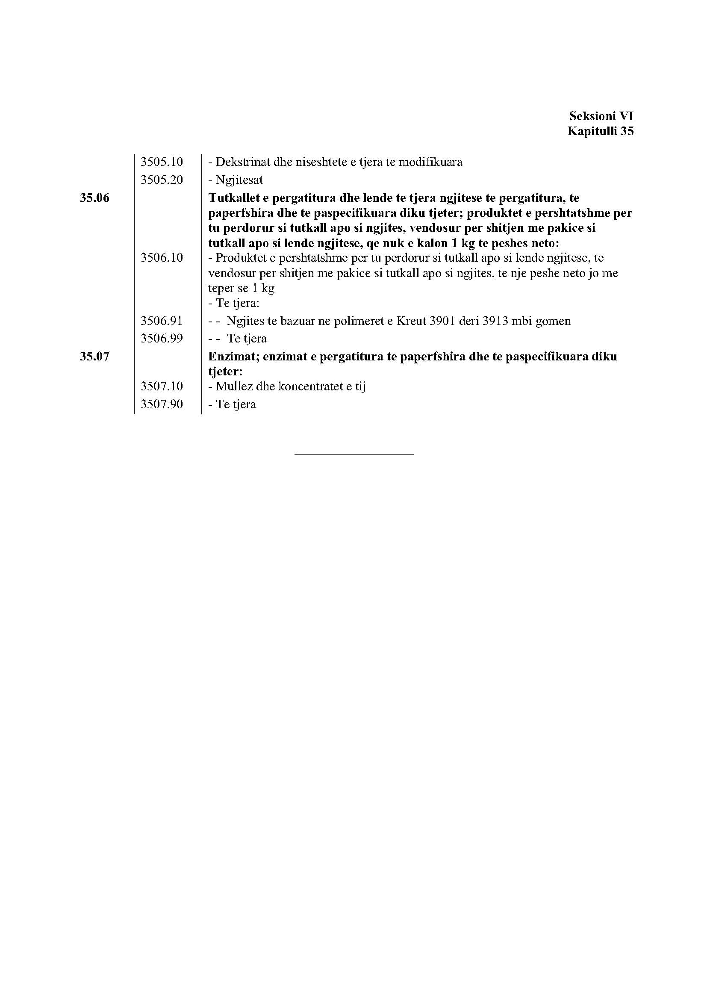 Seksioni VI
Kapitulli 35
3505.10 - Dekstrinat dhe niseshtete e tjera te modifikuara
3505.20 - Ngjitesat
35.06 Tutkallet e pergatitura dhe lende te tjera ngjitese te pergatitura, te
paperfshira dhe te paspecifikuara diku tjeter; produktet e pershtatshme per
tu perdorur si tutkall apo si ngjites, vendosur per shitjen me pakice si
tutkall apo si lende ngjitese, qe nuk e kalon 1 kg te peshes neto:
3506.10 - Produktet e pershtatshme per tu perdorur si tutkall apo si lende ngjitese, te
vendosur per shitjen me pakice si tutkall apo si ngjites, te nje peshe neto jo me
teper se 1 kg
- Te tjera:
3506.91 - - Ngjites te bazuar ne polimeret e Kreut 3901 deri 3913 mbi gomen
3506.99 - - Te tjera
35.07 Enzimat; enzimat e pergatitura te paperfshira dhe te paspecifikuara diku
tjeter:
3507.10 - Mullez dhe koncentratet e tij
3507.90 - Te tjera